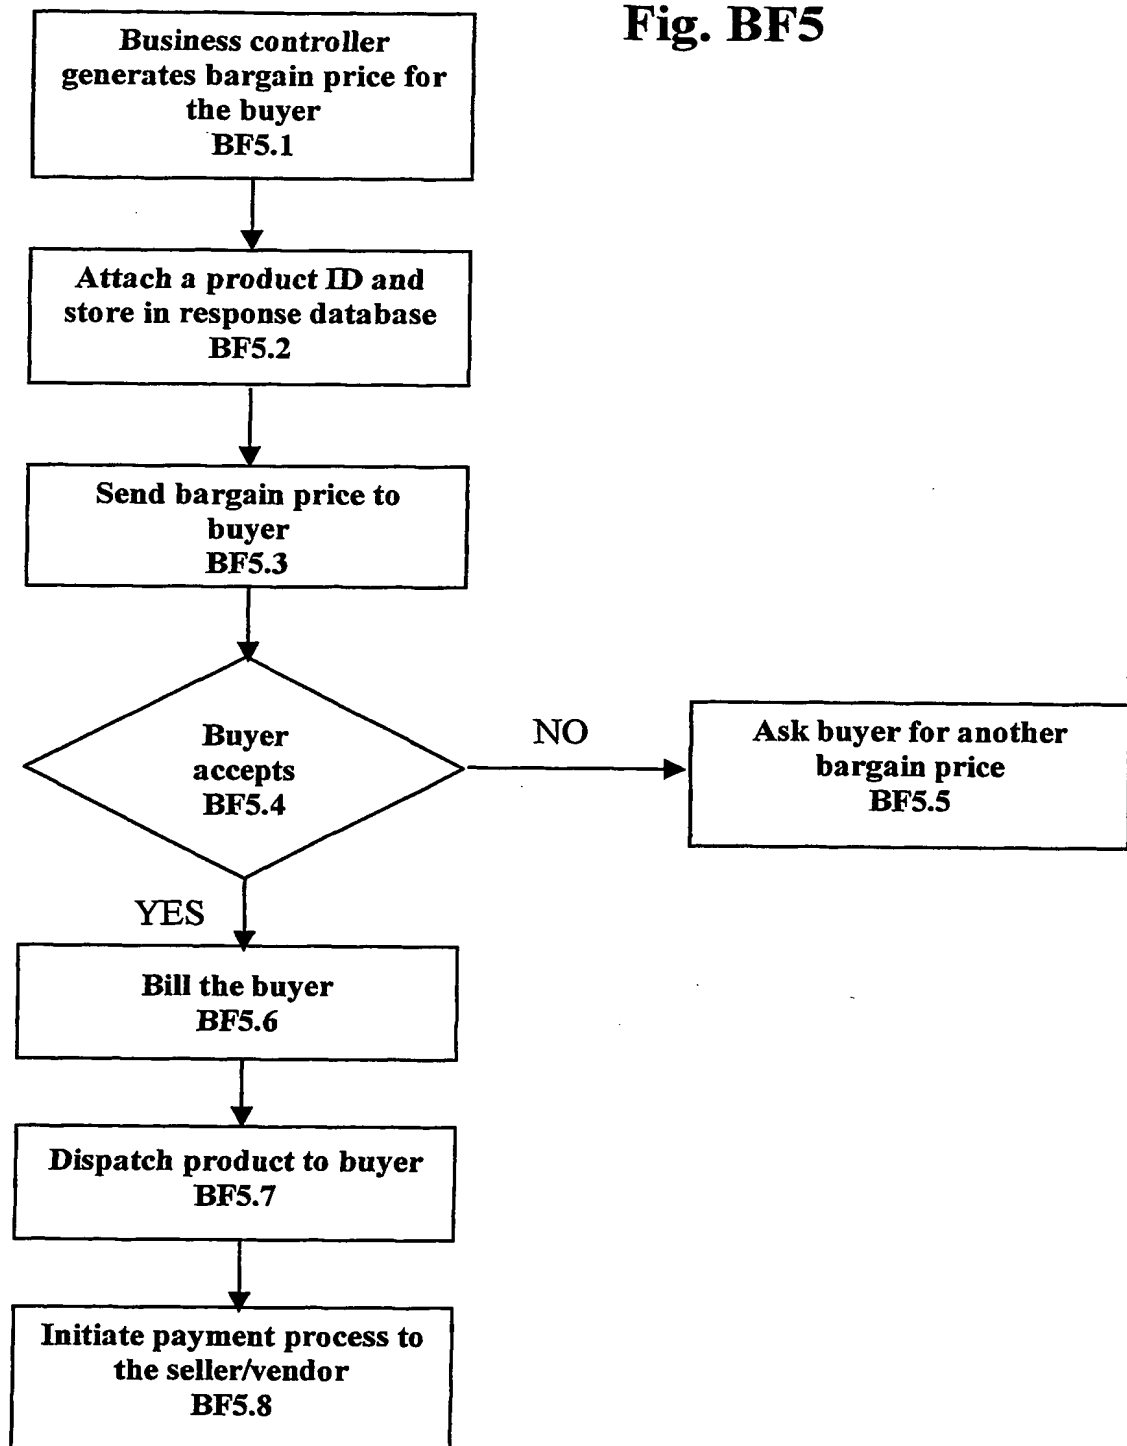 Fig. BF5
Business controller
generates bargain price for
the buyer
BF5.1
Attach a product ID and
store in response database
BF5.2
Send bargain price to
buyer
BF5.3
Buyer
accepts
BF5.4
NO
Ask buyer for another
bargain price
BF5.5
YES
Bill the buyer
BF5.6
Dispatch product to buyer
BF5.7
Initiate payment process to
the seller/vendor
BF5.8